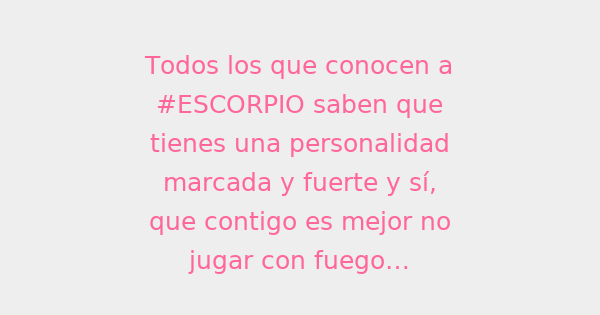 Todos los que conocen a
#ESCORPIO saben que
tienes una personalidad
marcada y fuerte y sí,
que contigo es mejor no
jugar con fuego...